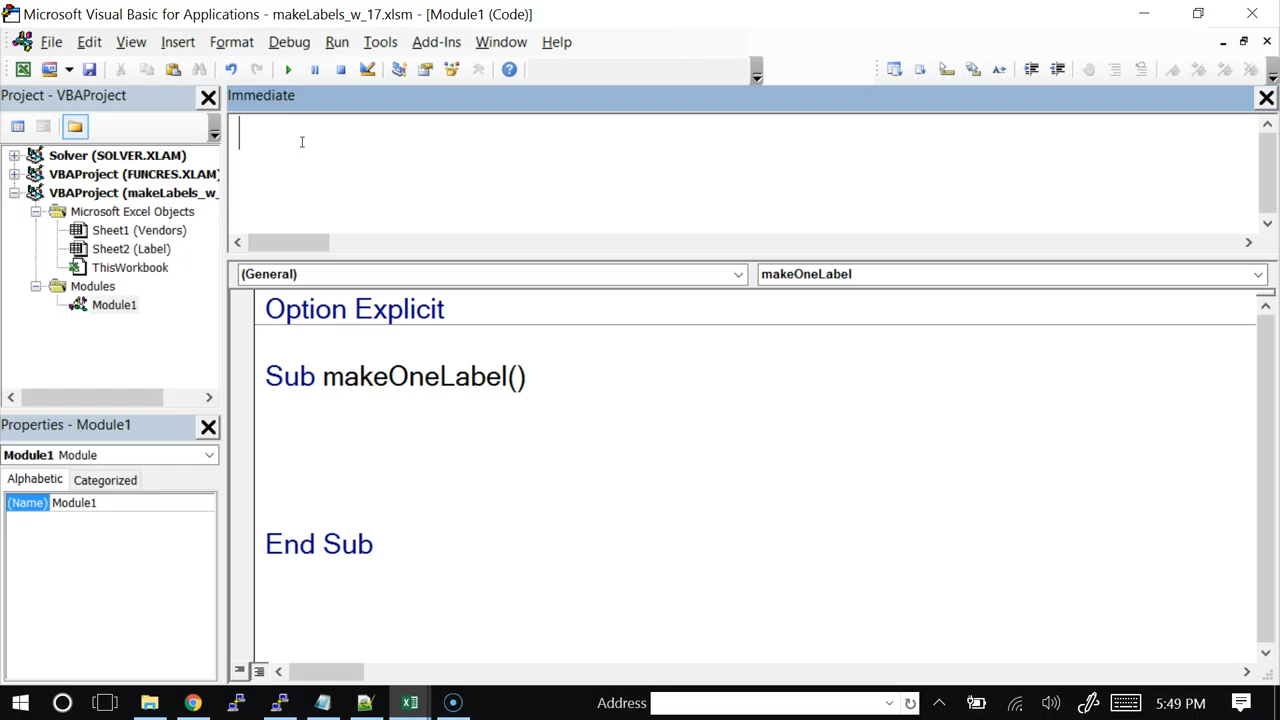 Microsoft Visual Basic for Applications - makeLabels_w_17.xlsm - [Module1 (Code)]
File Edit View Insert Format Debug Run Tools Add-Ins Window Help
Project - VBAProject
Immediate
Solver (SOLVER.XLAM)
VBAProject (FUNCRES.XLAM)
VBAProject (makeLabels_w_
Microsoft Excel Objects
Sheet1 (Vendors)
Sheet2 (Label)
ThisWorkbook
Modules
Module1
(General)
makeOneLabel
Option Explicit
Sub makeOneLabel()
End Sub
Properties - Module1
Module1 Module
Alphabetic Categorized
(Name) Module1
Address
5:49 PM